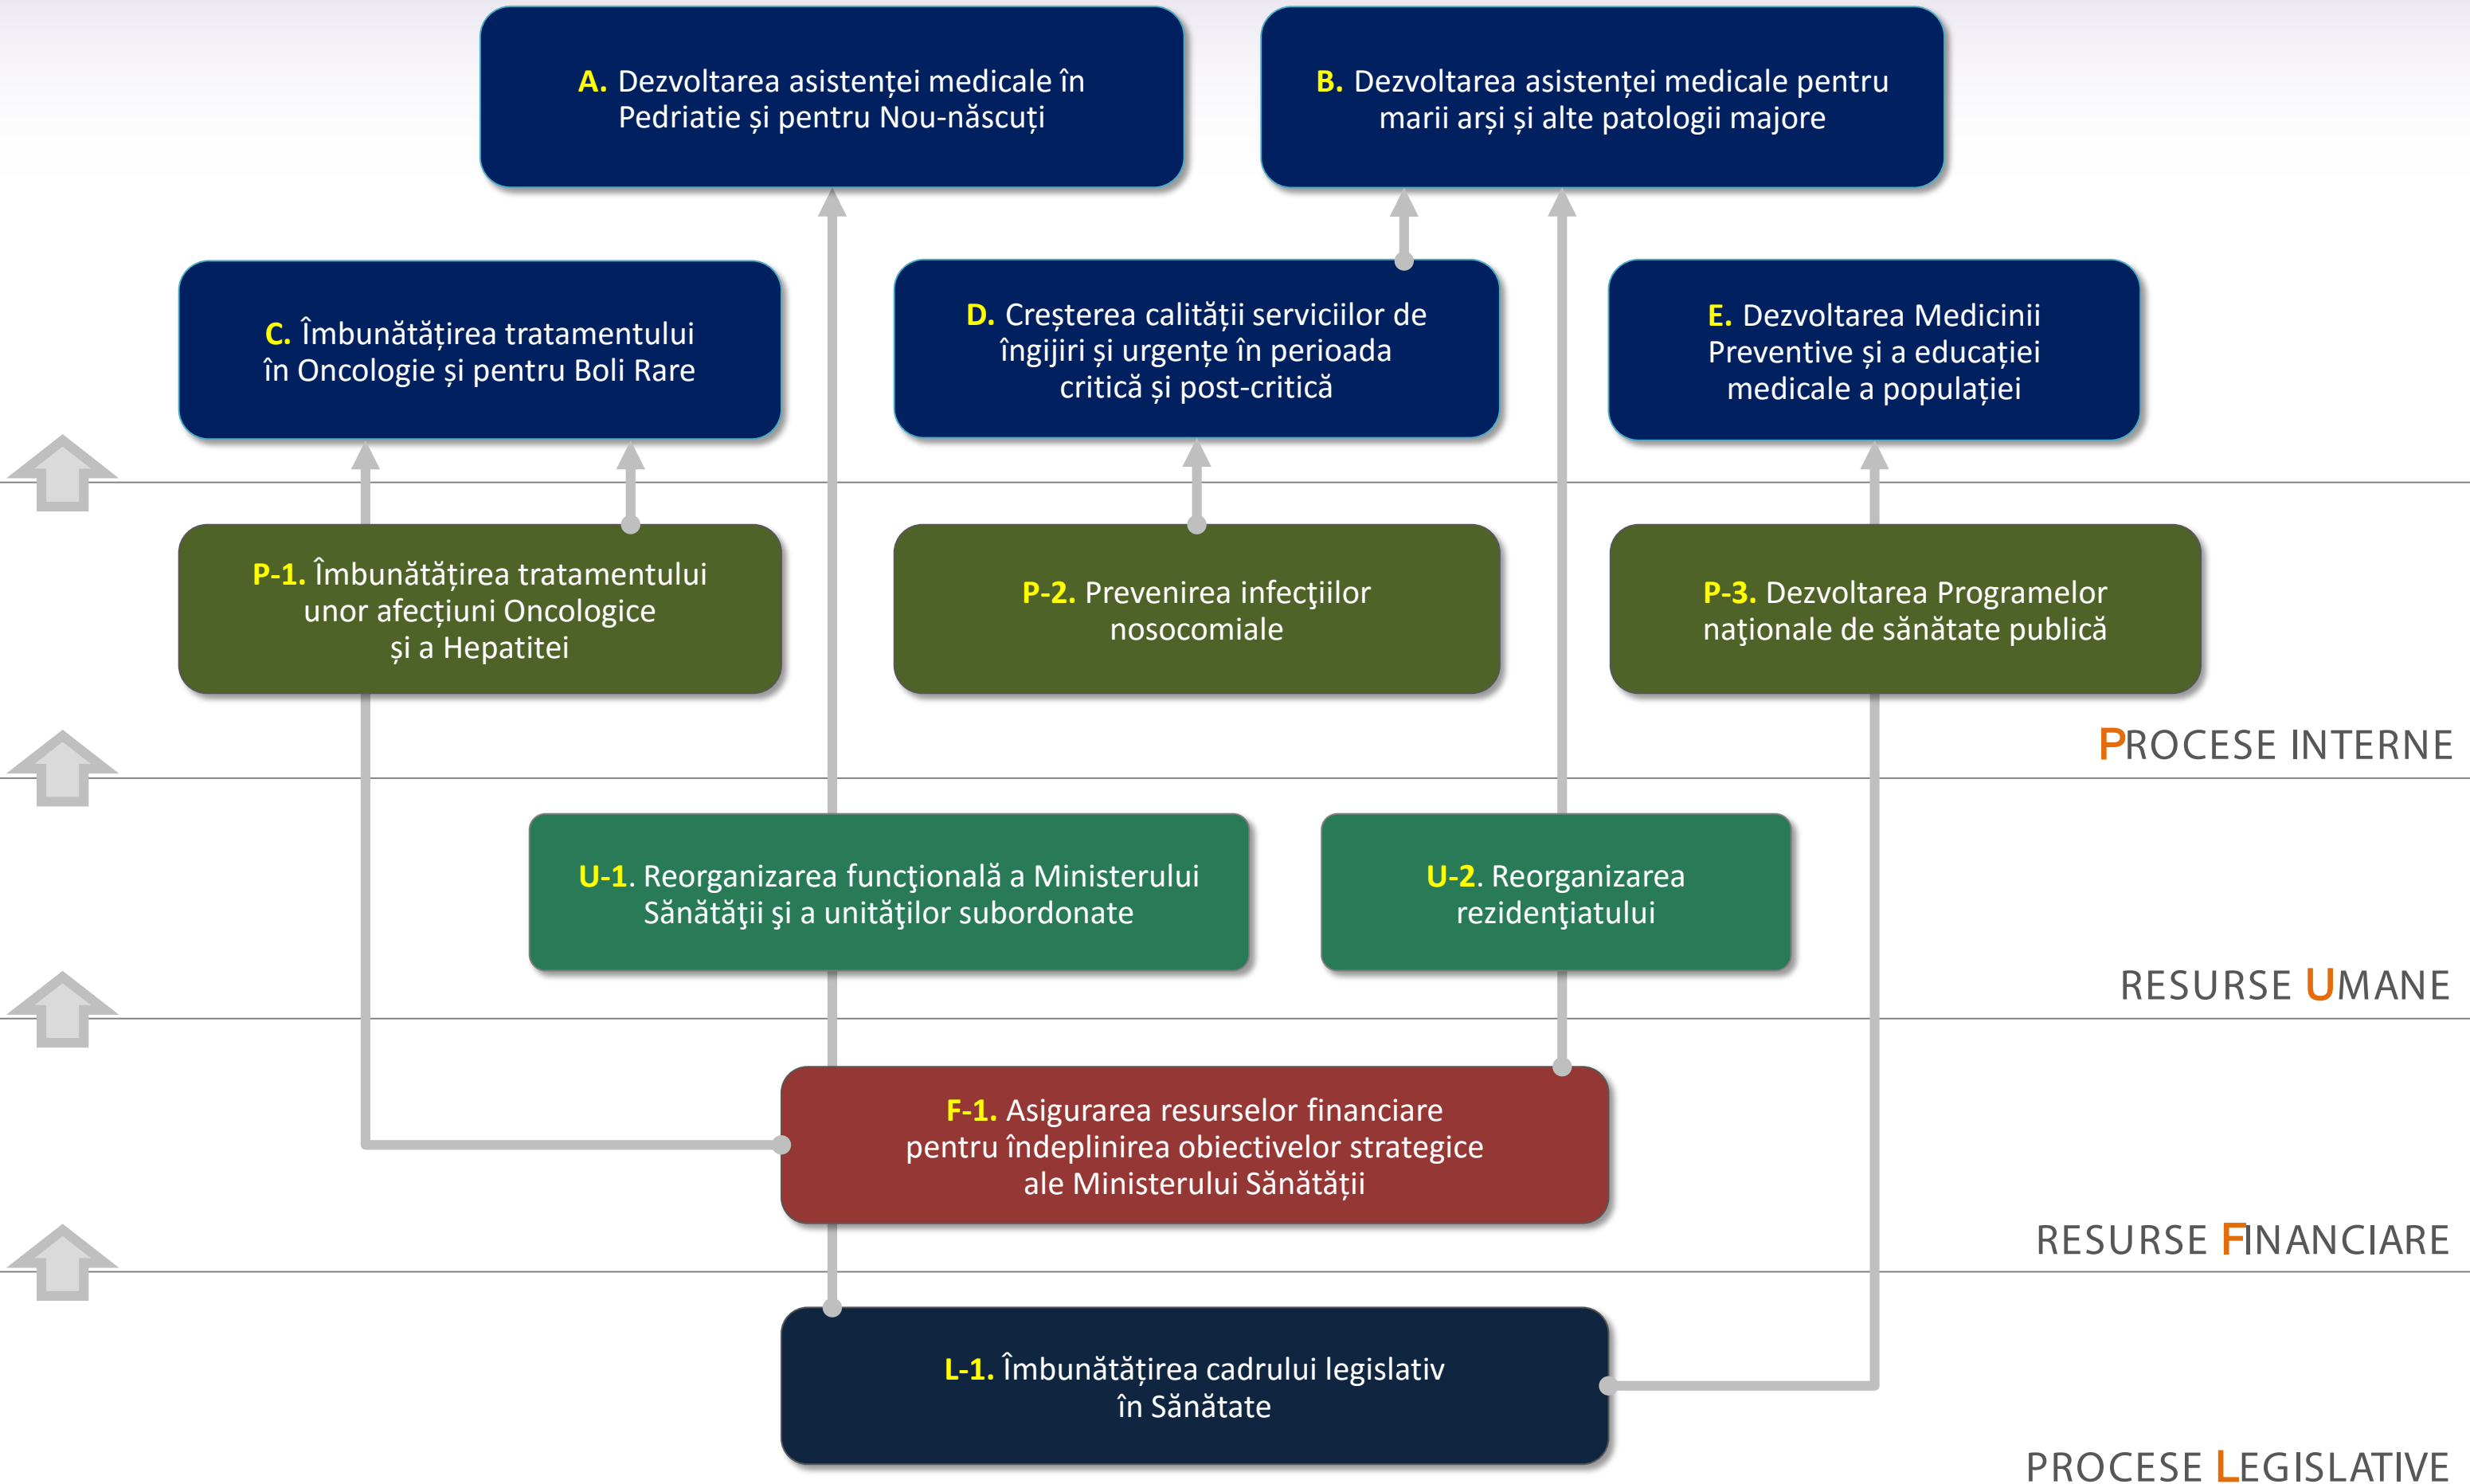 A. Dezvoltarea asistenței medicale în
Pedriatie și pentru Nou-născuți
B. Dezvoltarea asistenței medicale pentru
marii arși și alte patologii majore
C. Îmbunătățirea tratamentului
în Oncologie și pentru Boli Rare
D. Creșterea calității serviciilor de
îngijiri și urgențe în perioada
critică și post-critică
E. Dezvoltarea Medicinii
Preventive și a educației
medicale a populației
P-1. Îmbunătățirea tratamentului
unor afecțiuni Oncologice
și a Hepatitei
P-2. Prevenirea infecţiilor
nosocomiale
P-3. Dezvoltarea Programelor
naţionale de sănătate publică
PROCESE INTERNE
U-1. Reorganizarea funcţională a Ministerului
Sănătăţii şi a unităţilor subordonate
U-2. Reorganizarea
rezidenţiatului
RESURSE UMANE
F-1. Asigurarea resurselor financiare
pentru îndeplinirea obiectivelor strategice
ale Ministerului Sănătății
RESURSE FINANCIARE
L-1. Îmbunătățirea cadrului legislativ
în Sănătate
PROCESE LEGISLATIVE